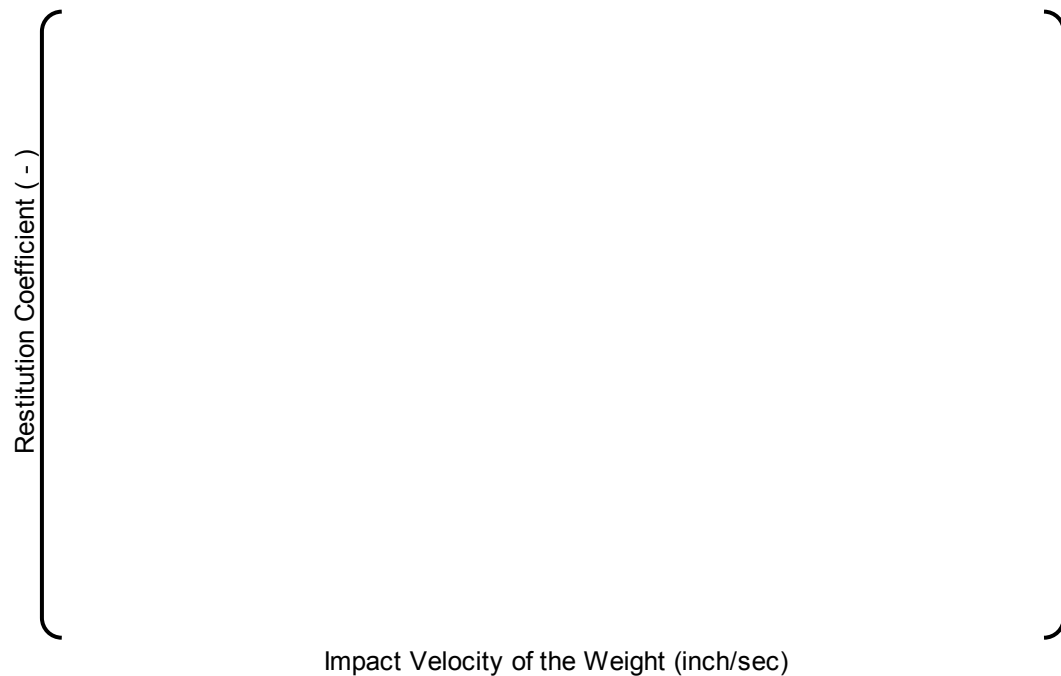 Restitution Coefficient ( - )
Impact Velocity of the Weight (inch/sec)